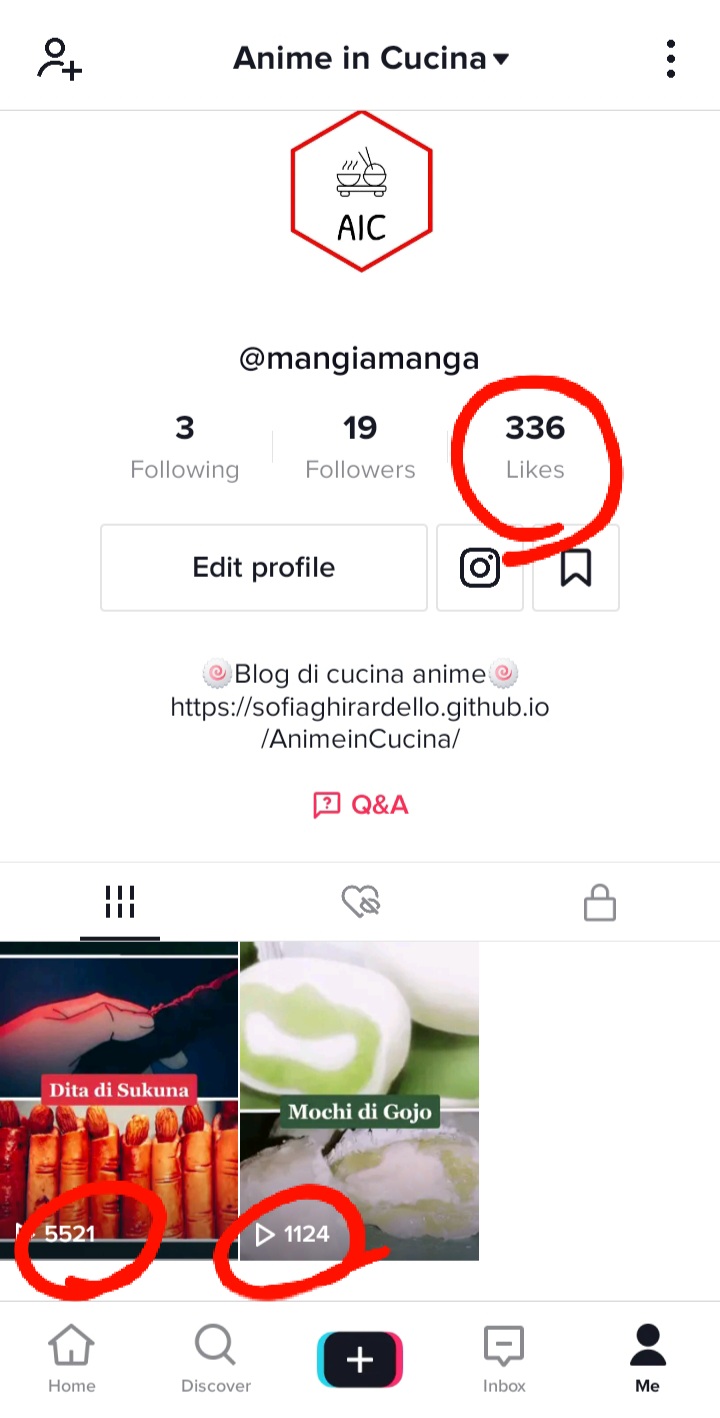 Anime in Cucina
AIC
@mangiamanga
3
Following
19
Followers
336
Likes
Edit profile
Blog di cucina anime
https://sofiaghirardello.github.io
/AnimeinCucina/
? Q&A
Dita di Sukuna
5521
Mochi di Gojo
1124
Home
Discover
Inbox
Me